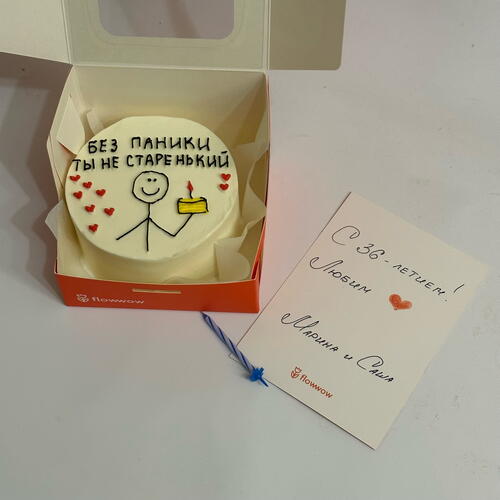 БЕЗ ПАНИКИ
ТЫ НЕ СТАРЕНЬКИЙ
flowwow
С 36-летием!
Любим
Марина и Саша
flowwow